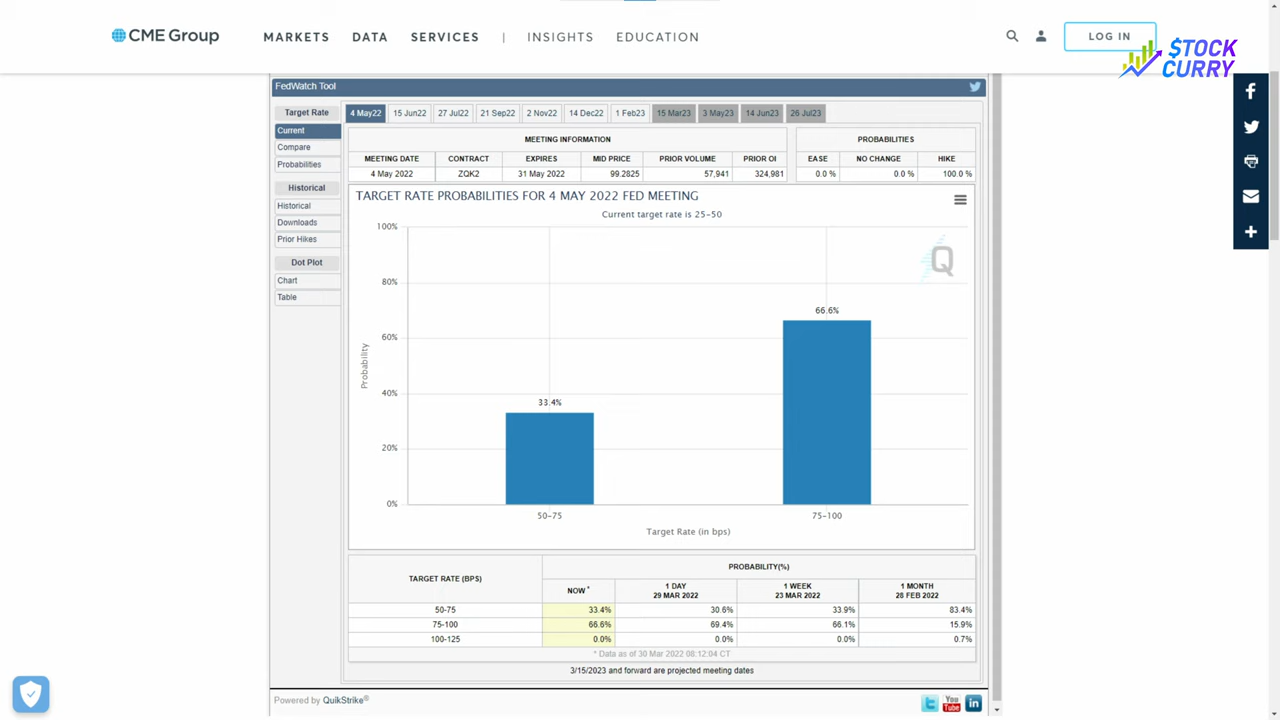 CME Group
MARKETS DATA SERVICES | INSIGHTS EDUCATION
LOG IN
$TOCK
CURRY
FedWatch Tool
Target Rate
Current
Compare
Probabilities
Historical
Historical
Downloads
Prior Hikes
Dot Plot
Chart
Table
4 May22 15 Jun22 27 Jul22 21 Sep22 2 Nov22 14 Dec22 1 Feb23 15 Mar23 3 May23 14 Jun23 26 Jul23
MEETING INFORMATION
MEETING DATE CONTRACT EXPIRES MID PRICE PRIOR VOLUME PRIOR OI
4 May 2022 ZQK2 31 May 2022 99.2825 57,941 324,981
PROBABILITIES
EASE NO CHANGE HIKE
0.0 % 0.0 % 100.0 %
TARGET RATE PROBABILITIES FOR 4 MAY 2022 FED MEETING
Current target rate is 25-50
Q
Probability
100%
80%
60%
40%
20%
0%
33.4%
66.6%
50-75 75-100
Target Rate (in bps)
TARGET RATE (BPS) PROBABILITY(%)
NOW * 1 DAY 29 MAR 2022 1 WEEK 23 MAR 2022 1 MONTH 28 FEB 2022
50-75 33.4% 30.6% 33.9% 83.4%
75-100 66.6% 69.4% 66.1% 15.9%
100-125 0.0% 0.0% 0.0% 0.7%
* Data as of 30 Mar 2022 08:12:04 CT
3/15/2023 and forward are projected meeting dates
Powered by QuikStrike®
You
Tube
in